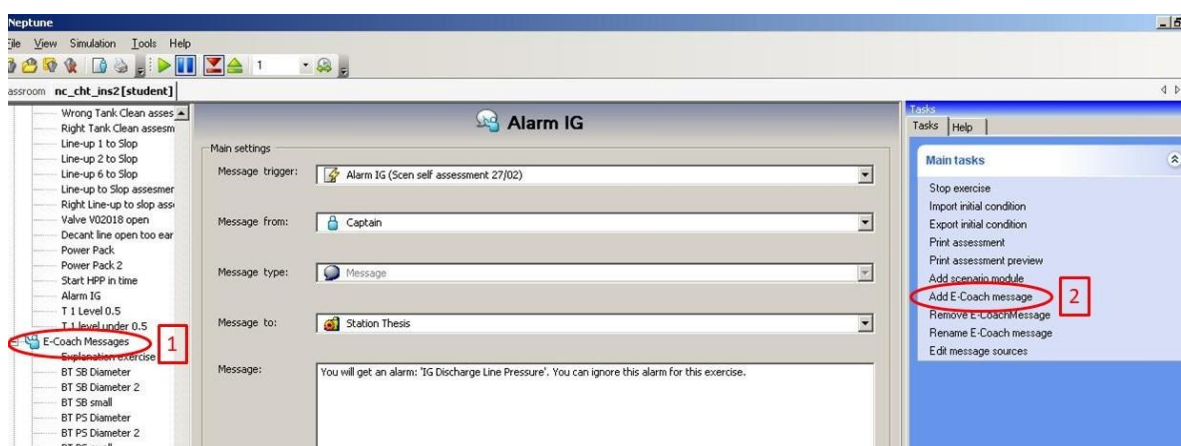 Neptune
File View Simulation Tools Help
1
assroom nc_cht_ins2[student]
Wrong Tank Clean asses
Right Tank Clean assesm
Line-up 1 to Slop
Line-up 2 to Slop
Line-up 6 to Slop
Line-up to Slop assesmer
Right Line-up to slop asse
Valve V02018 open
Decant line open too ear
Power Pack
Power Pack 2
Start HPP in time
Alarm IG
T 1 Level 0.5
T 1 level under 0.5
E-Coach Messages
1
Explanation exercise
BT SB Diameter
BT SB Diameter 2
BT SB small
BT PS Diameter
BT PS Diameter 2
Alarm IG
Main settings
Message trigger: Alarm IG (Scen self assessment 27/02)
Message from: Captain
Message type: Message
Message to: Station Thesis
Message: You will get an alarm: 'IG Discharge Line Pressure'. You can ignore this alarm for this exercise.
Tasks
Tasks Help
Main tasks
Stop exercise
Import initial condition
Export initial condition
Print assessment
Print assessment preview
Add scenario module
Add E-Coach message
2
Remove E-CoachMessage
Rename E-Coach message
Edit message sources